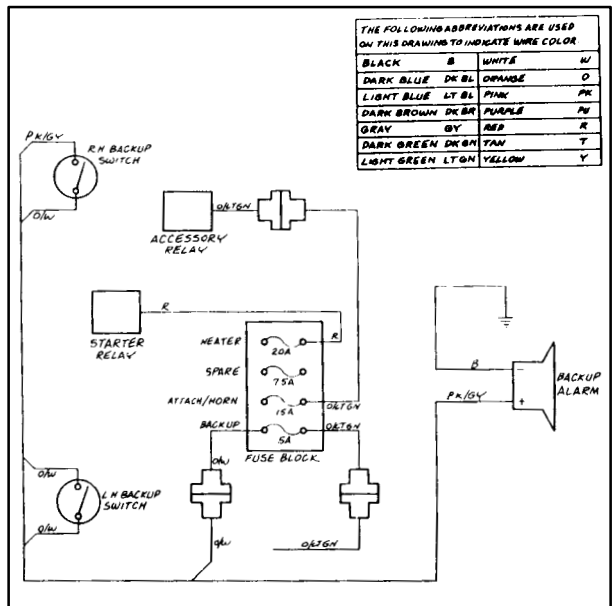 THE FOLLOWING ABBREVIATIONS ARE USED
ON THIS DRAWING TO INDICATE WIRE COLOR
BLACK B WHITE W
DARK BLUE DK BL ORANGE O
LIGHT BLUE LT BL PINK PK
DARK BROWN DK BR PURPLE PU
GRAY GY RED R
DARK GREEN DK GN TAN T
LIGHT GREEN LT GN YELLOW Y
PK/GY
R H BACKUP
SWITCH
O/W
O/LTGN
ACCESSORY
RELAY
R
STARTER
RELAY
HEATER
20A
R
SPARE
7.5A
ATTACH/HORN
15A
O/LTGN
BACKUP
5A
O/LTGN
FUSE BLOCK
B
-
BACKUP
ALARM
PK/GY
+
O/W
O/W
L H BACKUP
SWITCH
O/W
O/W
O/LTGN